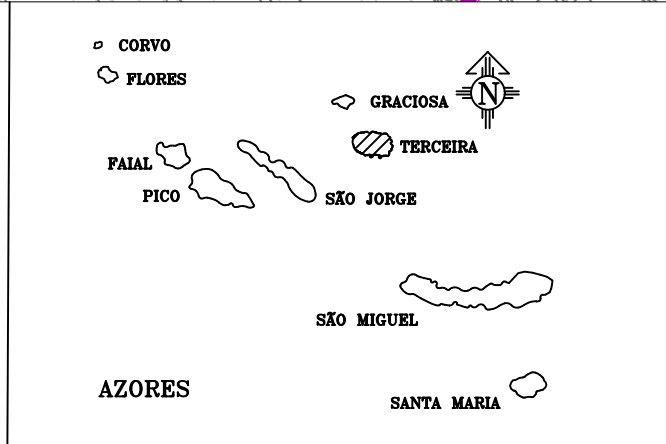 CORVO
FLORES
GRACIOSA
N
TERCEIRA
FAIAL
PICO
SÃO JORGE
SÃO MIGUEL
AZORES
SANTA MARIA